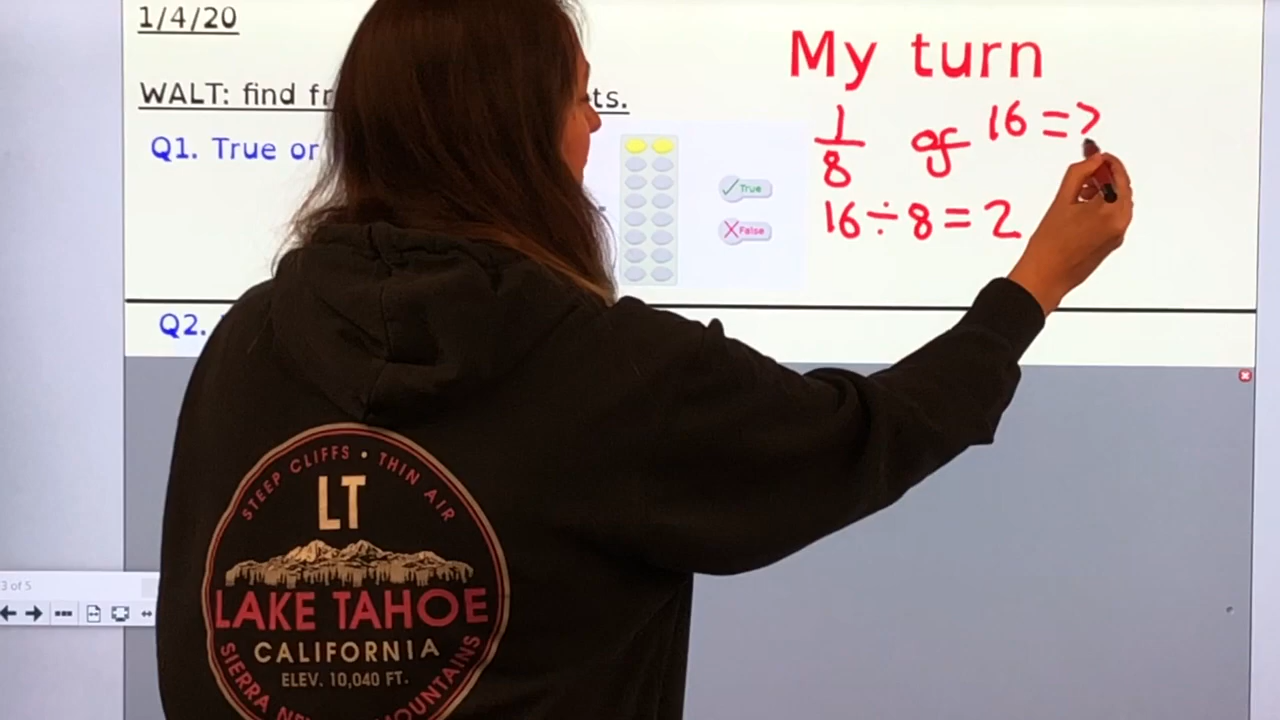 1/4/20
WALT: find fr ts.
Q1. True or
True
False
Q2.
My turn
1/8 of 16 = ?
16 ÷ 8 = 2
3 of 5
STEEP CLIFFS • THIN AIR
LT
LAKE TAHOE
CALIFORNIA
ELEV. 10,040 FT.
SIERRA NE MOUNTAINS